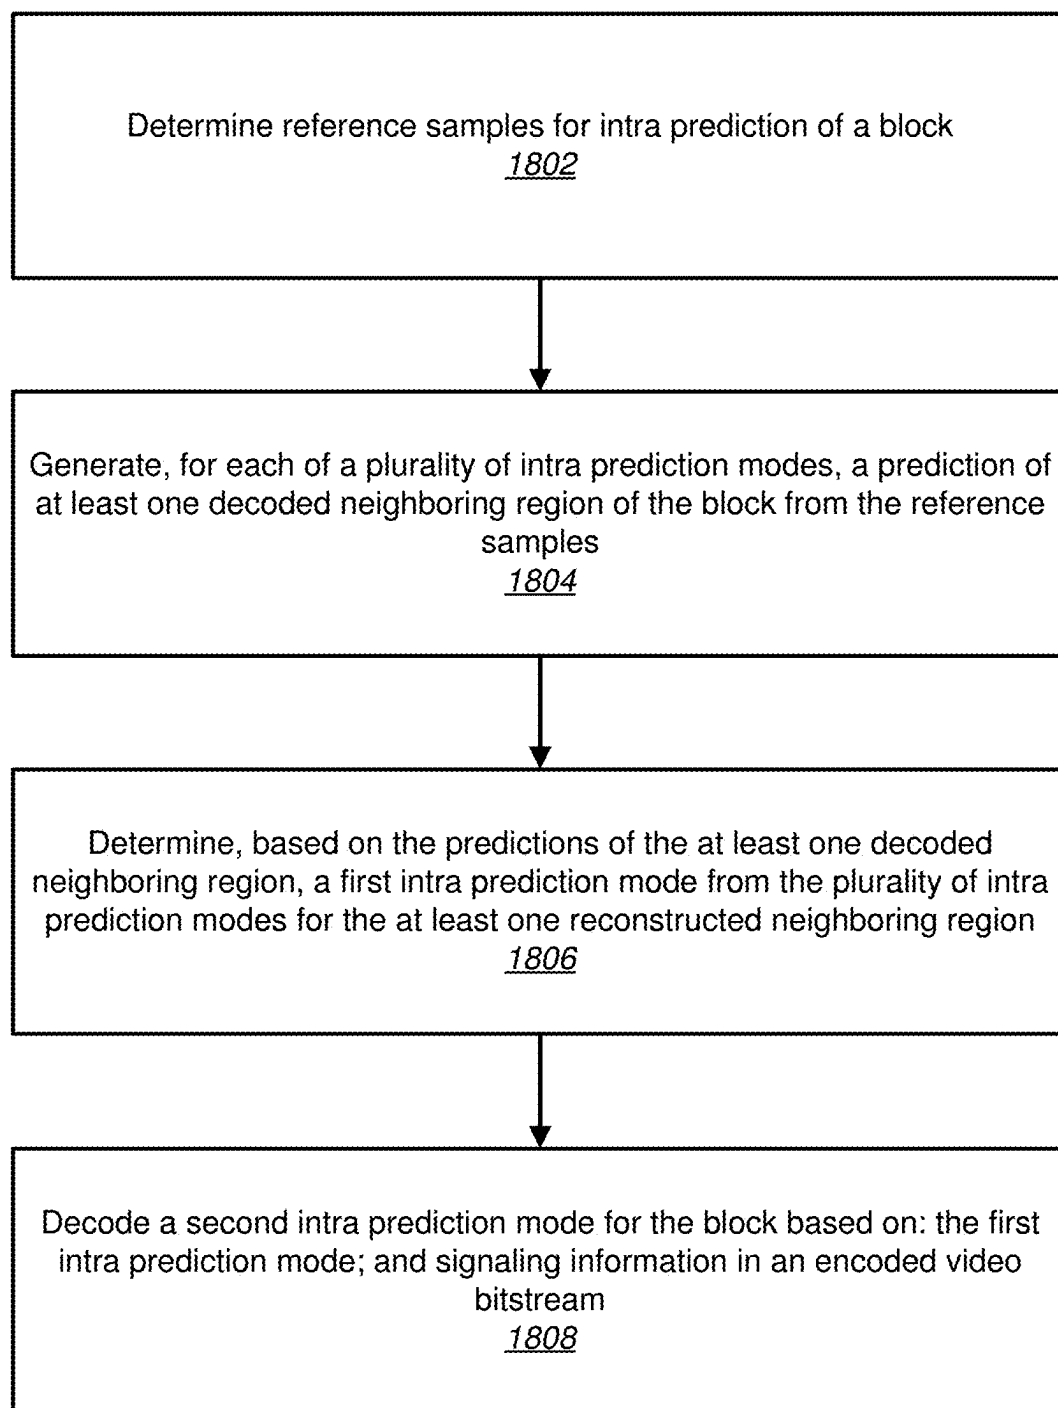 Determine reference samples for intra prediction of a block
1802
Generate, for each of a plurality of intra prediction modes, a prediction of
at least one decoded neighboring region of the block from the reference
samples
1804
Determine, based on the predictions of the at least one decoded
neighboring region, a first intra prediction mode from the plurality of intra
prediction modes for the at least one reconstructed neighboring region
1806
Decode a second intra prediction mode for the block based on: the first
intra prediction mode; and signaling information in an encoded video
bitstream
1808